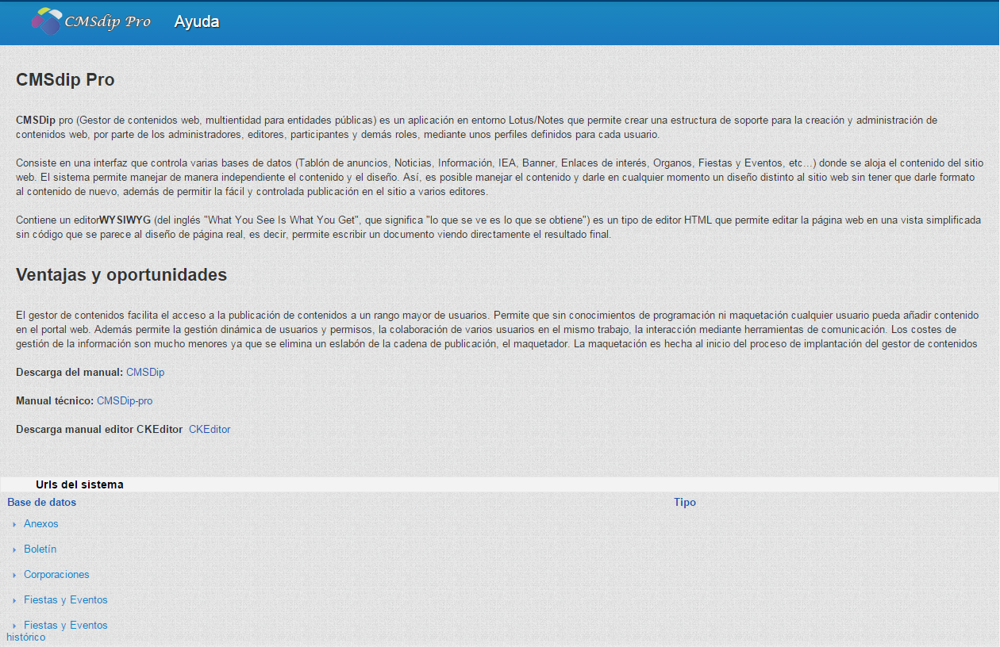 CMSdip Pro Ayuda
CMSdip Pro
CMSDip pro (Gestor de contenidos web, multientidad para entidades públicas) es un aplicación en entorno Lotus/Notes que permite crear una estructura de soporte para la creación y administración de
contenidos web, por parte de los administradores, editores, participantes y demás roles, mediante unos perfiles definidos para cada usuario.
Consiste en una interfaz que controla varias bases de datos (Tablón de anuncios, Noticias, Información, IEA, Banner, Enlaces de interés, Organos, Fiestas y Eventos, etc...) donde se aloja el contenido del sitio
web. El sistema permite manejar de manera independiente el contenido y el diseño. Así, es posible manejar el contenido y darle en cualquier momento un diseño distinto al sitio web sin tener que darle formato
al contenido de nuevo, además de permitir la fácil y controlada publicación en el sitio a varios editores.
Contiene un editorWYSIWYG (del inglés "What You See Is What You Get", que significa "lo que se ve es lo que se obtiene") es un tipo de editor HTML que permite editar la página web en una vista simplificada
sin código que se parece al diseño de página real, es decir, perrmite escribir un documento viendo directamente el resultado final.
Ventajas y oportunidades
El gestor de contenidos facilita el acceso a la publicación de contenidos a un rango mayor de usuarios. Permite que sin conocimientos de programación ni maquetación cualquier usuario pueda añadir contenido
en el portal web. Además permite la gestión dinámica de usuarios y permisos, la colaboración de varios usuarios en el mismo trabajo, la interacción mediante herramientas de comunicación. Los costes de
gestión de la información son mucho menores ya que se elimina un eslabón de la cadena de publicación, el maquetador. La maquetación es hecha al inicio del proceso de implantación del gestor de contenidos
Descarga del manual: CMSDip
Manual técnico: CMSDip-pro
Descarga manual editor CKEditor CKEditor
Urls del sistema
Base de datos Tipo
Anexos
Boletín
Corporaciones
Fiestas y Eventos
Fiestas y Eventos
histórico